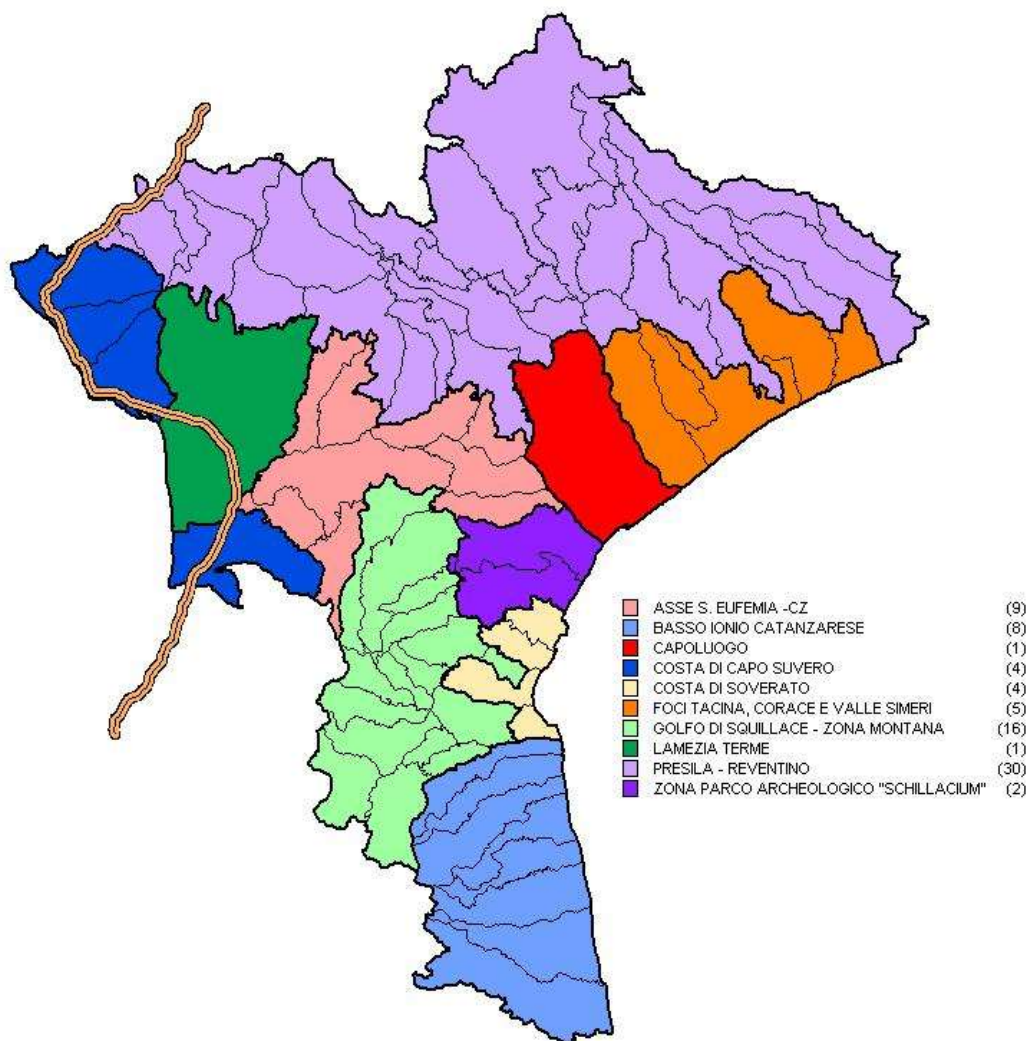 ASSE S. EUFEMIA -CZ (9)
BASSO IONIO CATANZARESE (8)
CAPOLUOGO (1)
COSTA DI CAPO SUVERO (4)
COSTA DI SOVERATO (4)
FOCI TACINA, CORACE E VALLE SIMERI (5)
GOLFO DI SQUILLACE - ZONA MONTANA (16)
LAMEZIA TERME (1)
PRESILA - REVENTINO (30)
ZONA PARCO ARCHEOLOGICO "SCHILLACIUM" (2)